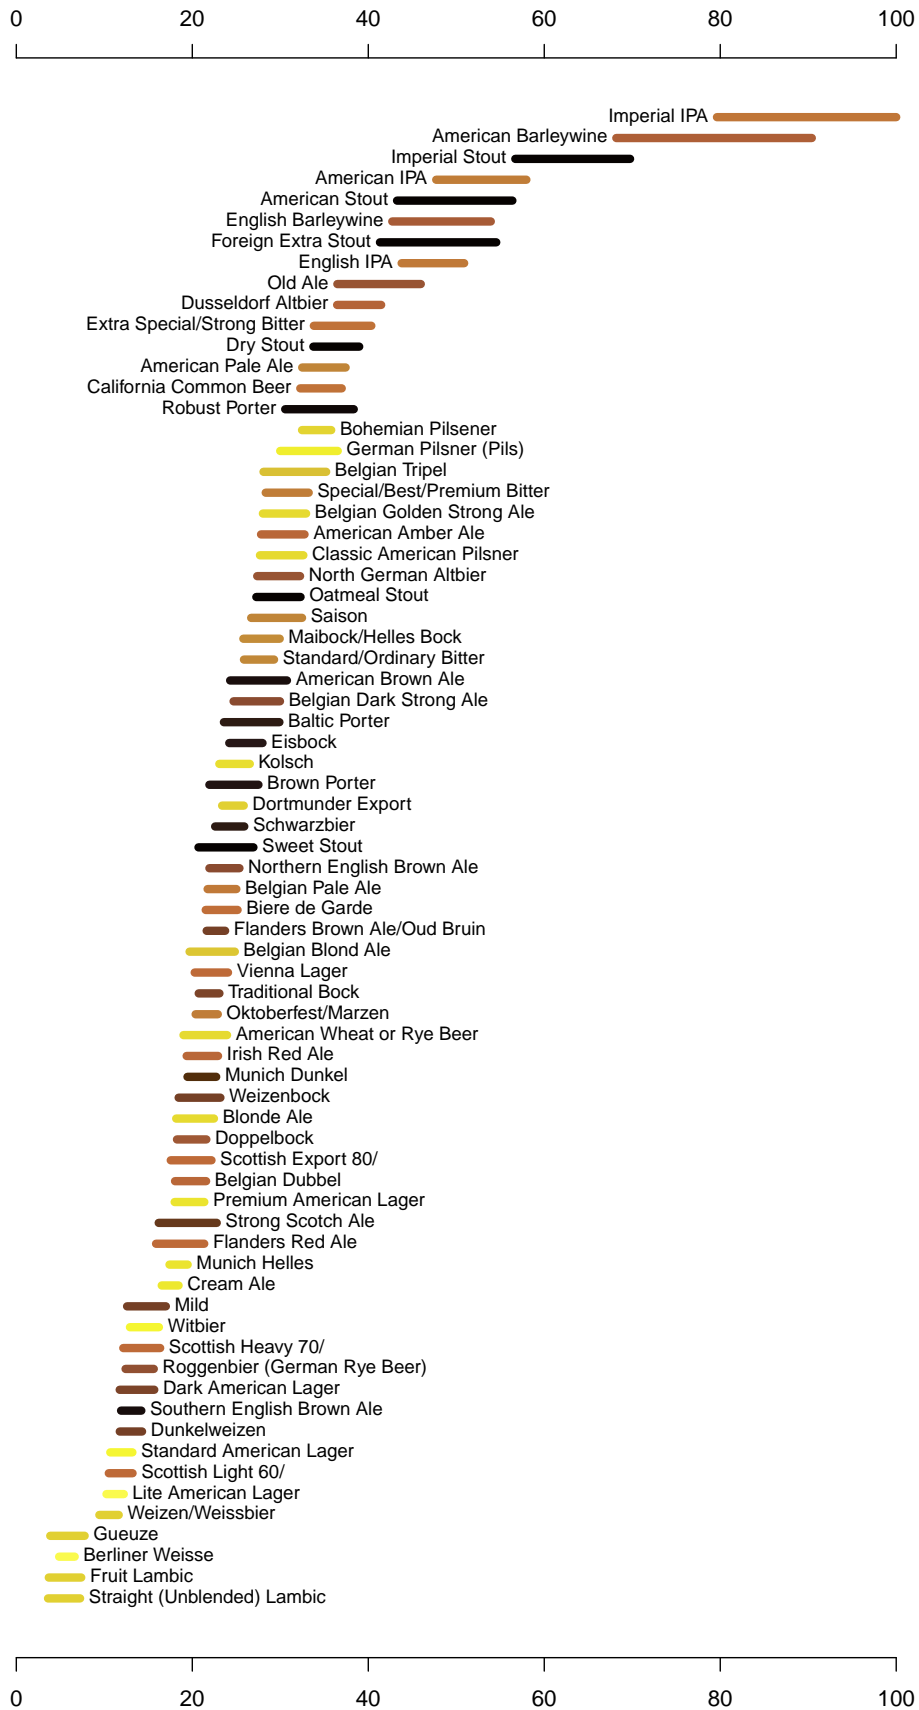 0 20 40 60 80 100
Imperial IPA
American Barleywine
Imperial Stout
American IPA
American Stout
English Barleywine
Foreign Extra Stout
English IPA
Old Ale
Dusseldorf Altbier
Extra Special/Strong Bitter
Dry Stout
American Pale Ale
California Common Beer
Robust Porter
Bohemian Pilsener
German Pilsner (Pils)
Belgian Tripel
Special/Best/Premium Bitter
Belgian Golden Strong Ale
American Amber Ale
Classic American Pilsner
North German Altbier
Oatmeal Stout
Saison
Maibock/Helles Bock
Standard/Ordinary Bitter
American Brown Ale
Belgian Dark Strong Ale
Baltic Porter
Eisbock
Kolsch
Brown Porter
Dortmunder Export
Schwarzbier
Sweet Stout
Northern English Brown Ale
Belgian Pale Ale
Biere de Garde
Flanders Brown Ale/Oud Bruin
Belgian Blond Ale
Vienna Lager
Traditional Bock
Oktoberfest/Marzen
American Wheat or Rye Beer
Irish Red Ale
Munich Dunkel
Weizenbock
Blonde Ale
Doppelbock
Scottish Export 80/
Belgian Dubbel
Premium American Lager
Strong Scotch Ale
Flanders Red Ale
Munich Helles
Cream Ale
Mild
Witbier
Scottish Heavy 70/
Roggenbier (German Rye Beer)
Dark American Lager
Southern English Brown Ale
Dunkelweizen
Standard American Lager
Scottish Light 60/
Lite American Lager
Weizen/Weissbier
Gueuze
Berliner Weisse
Fruit Lambic
Straight (Unblended) Lambic
0 20 40 60 80 100